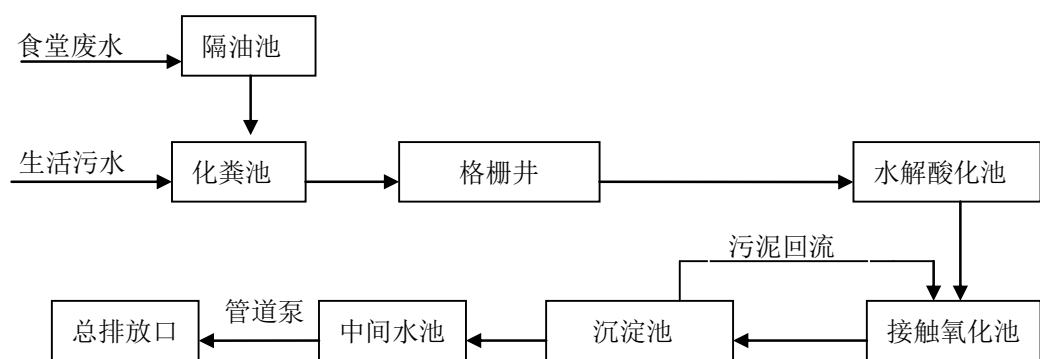 食堂废水
隔油池
生活污水
化粪池
格栅井
水解酸化池
污泥回流
总排放口
管道泵
中间水池
沉淀池
接触氧化池